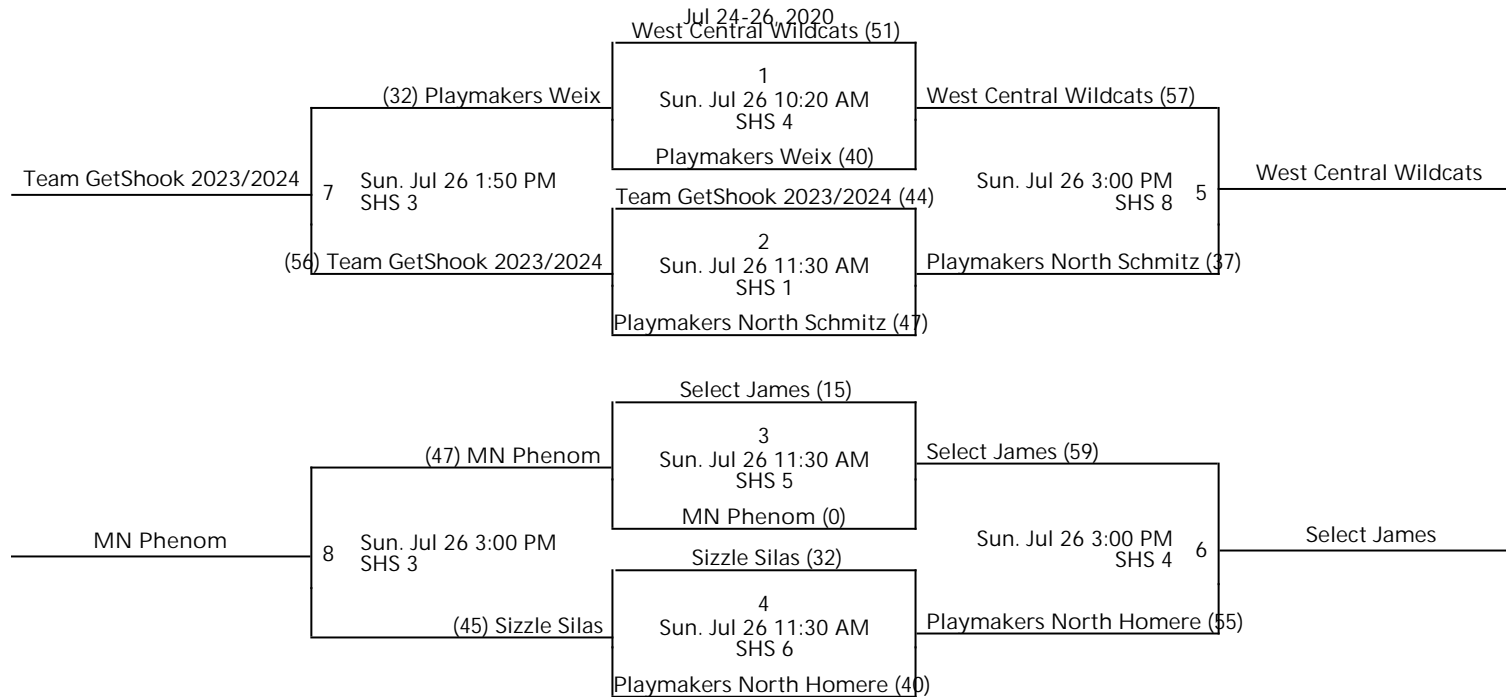 Jul 24-26, 2020
West Central Wildcats (51)
1
(32) Playmakers Weix
Sun. Jul 26 10:20 AM
West Central Wildcats (57)
SHS 4
Playmakers Weix (40)
Team GetShook 2023/2024
7
Sun. Jul 26 1:50 PM
SHS 3
Sun. Jul 26 3:00 PM
SHS 8
5
West Central Wildcats
Team GetShook 2023/2024 (44)
2
(56) Team GetShook 2023/2024
Sun. Jul 26 11:30 AM
Playmakers North Schmitz (37)
SHS 1
Playmakers North Schmitz (47)
Select James (15)
3
(47) MN Phenom
Sun. Jul 26 11:30 AM
Select James (59)
SHS 5
MN Phenom (0)
MN Phenom
8
Sun. Jul 26 3:00 PM
SHS 3
Sun. Jul 26 3:00 PM
SHS 4
6
Select James
Sizzle Silas (32)
4
(45) Sizzle Silas
Sun. Jul 26 11:30 AM
Playmakers North Homere (55)
SHS 6
Playmakers North Homere (40)